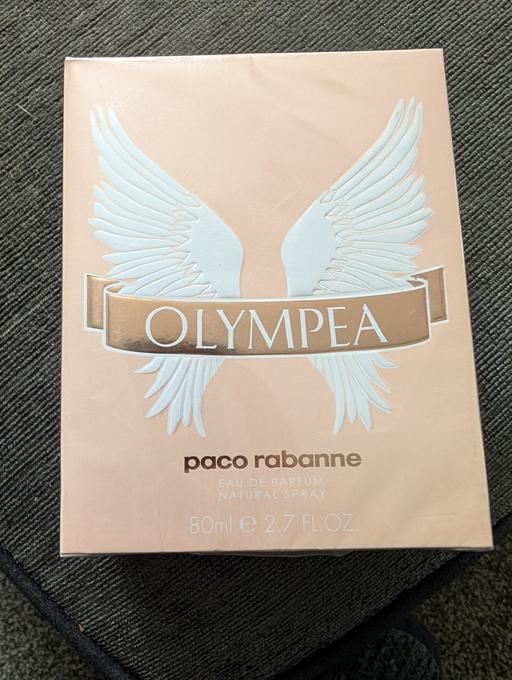 OLYMPEA
paco rabanne
EAU DE PARFUM
NATURAL SPRAY
80ml ℮ 2.7 FL.OZ.